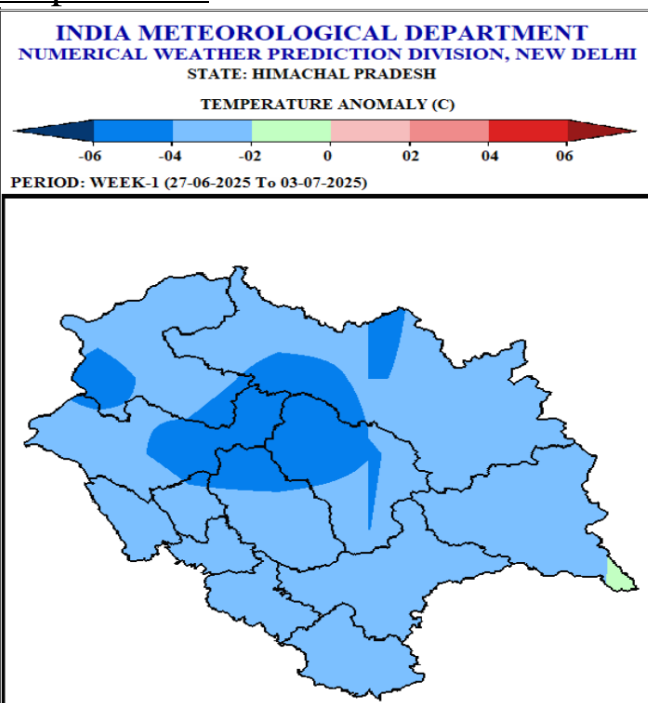 INDIA METEOROLOGICAL DEPARTMENT
NUMERICAL WEATHER PREDICTION DIVISION, NEW DELHI
STATE: HIMACHAL PRADESH
TEMPERATURE ANOMALY (C)
-06 -04 -02 0 02 04 06
PERIOD: WEEK-1 (27-06-2025 To 03-07-2025)